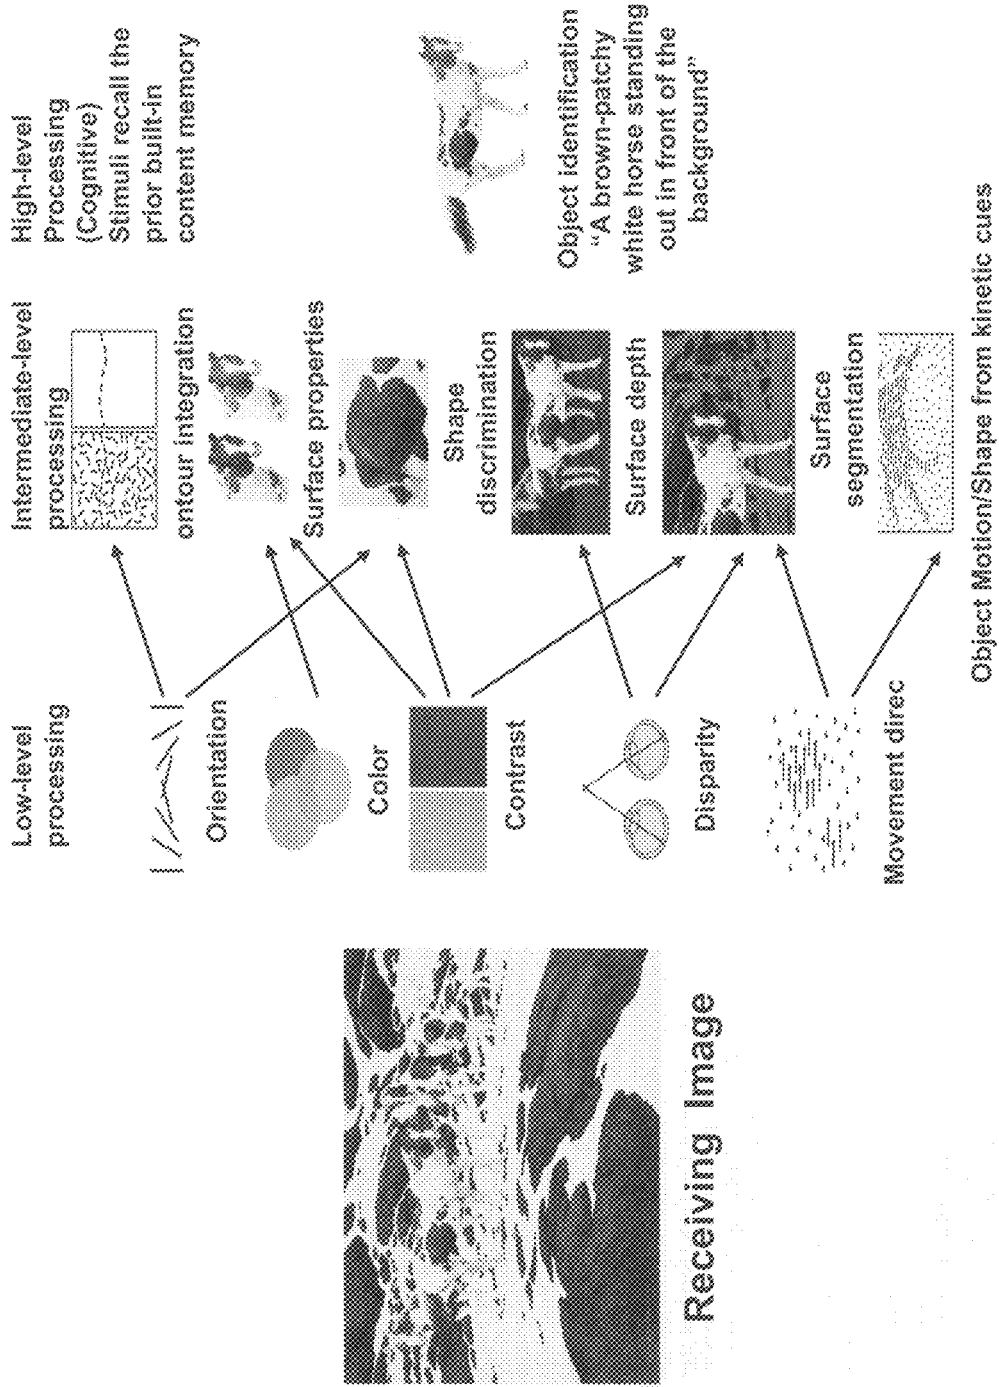 Receiving Image
Low-level
processing
Orientation
Color
Contrast
Disparity
Movement direc
Intermediate-level
processing
ontour integration
Surface properties
Shape
discrimination
Surface depth
Surface
segmentation
Object Motion/Shape from kinetic cues
High-level
Processing
(Cognitive)
Stimuli recall the
prior built-in
content memory
Object identification
“A brown-patchy
white horse standing
out in front of the
background”